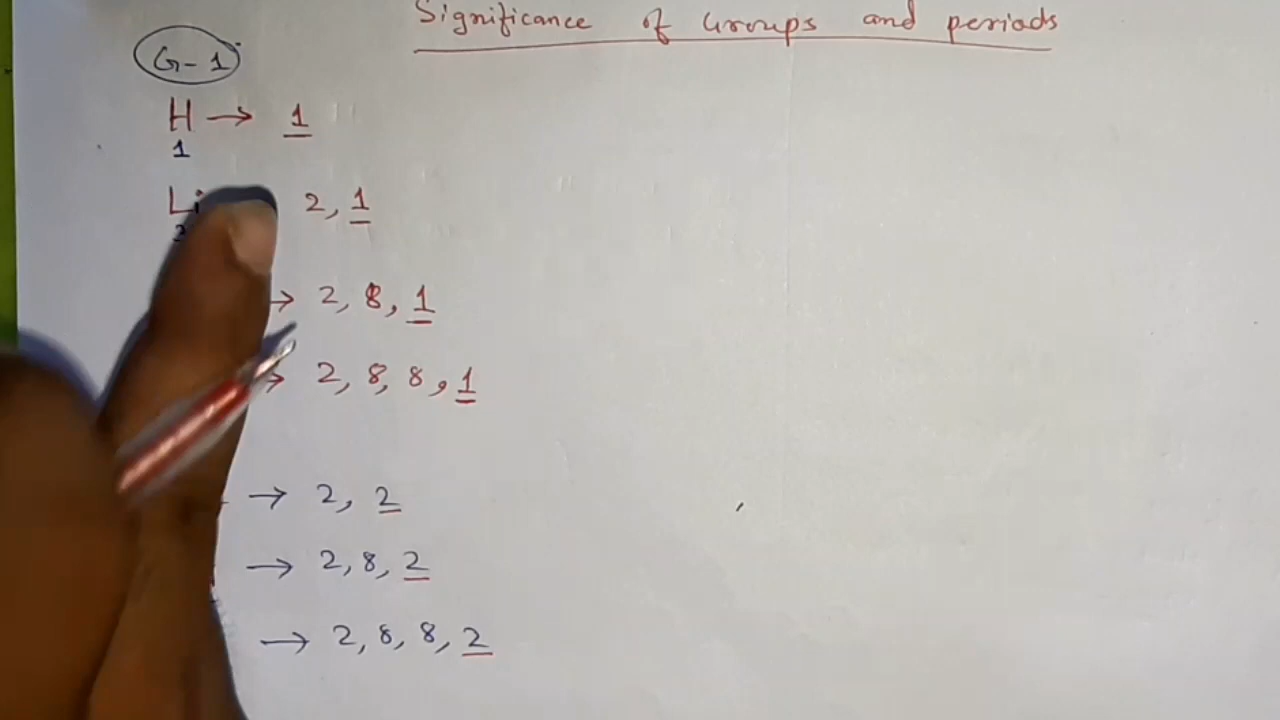 Significance of Groups and periods
G-1
H → 1
1
Li 2, 1
→ 2, 8, 1
→ 2, 8, 8, 1
→ 2, 2
→ 2, 8, 2
→ 2, 8, 8, 2